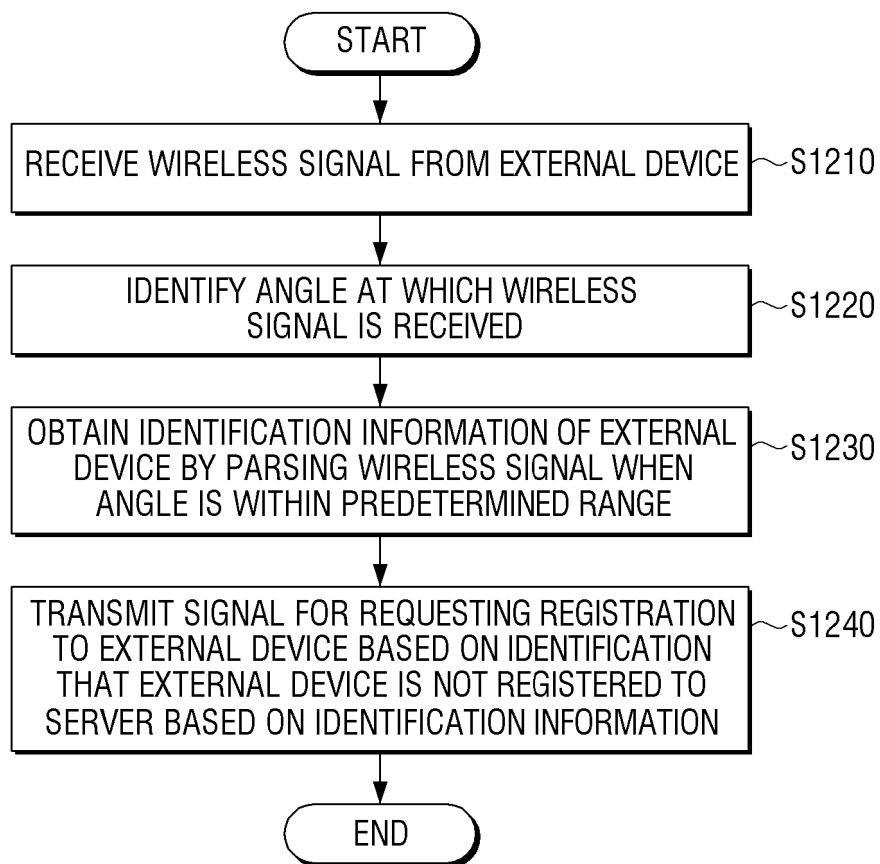 START
RECEIVE WIRELESS SIGNAL FROM EXTERNAL DEVICE
S1210
IDENTIFY ANGLE AT WHICH WIRELESS
SIGNAL IS RECEIVED
S1220
OBTAIN IDENTIFICATION INFORMATION OF EXTERNAL
DEVICE BY PARSING WIRELESS SIGNAL WHEN
ANGLE IS WITHIN PREDETERMINED RANGE
S1230
TRANSMIT SIGNAL FOR REQUESTING REGISTRATION
TO EXTERNAL DEVICE BASED ON IDENTIFICATION
THAT EXTERNAL DEVICE IS NOT REGISTERED TO
SERVER BASED ON IDENTIFICATION INFORMATION
S1240
END